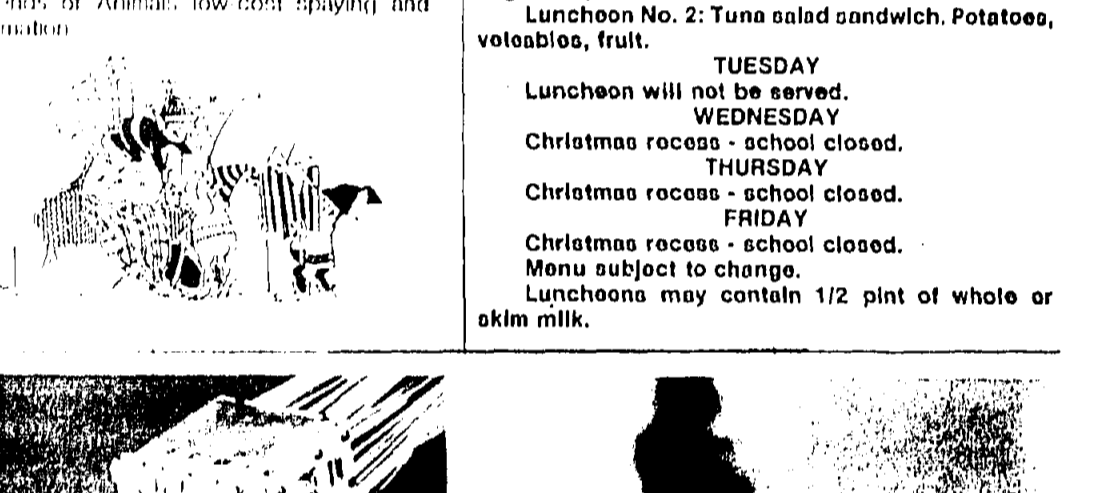 of Animals low-cost spaying and
Luncheon No. 2: Tuna salad sandwich. Potatoes,
voloablos, fruit.
TUESDAY
Luncheon will not be served.
WEDNESDAY
Christmas recess - school closed.
THURSDAY
Christmas recess - school closed.
FRIDAY
Christmas recess - school closed.
Menu subject to change.
Luncheons may contain 1/2 pint of whole or
skim milk.